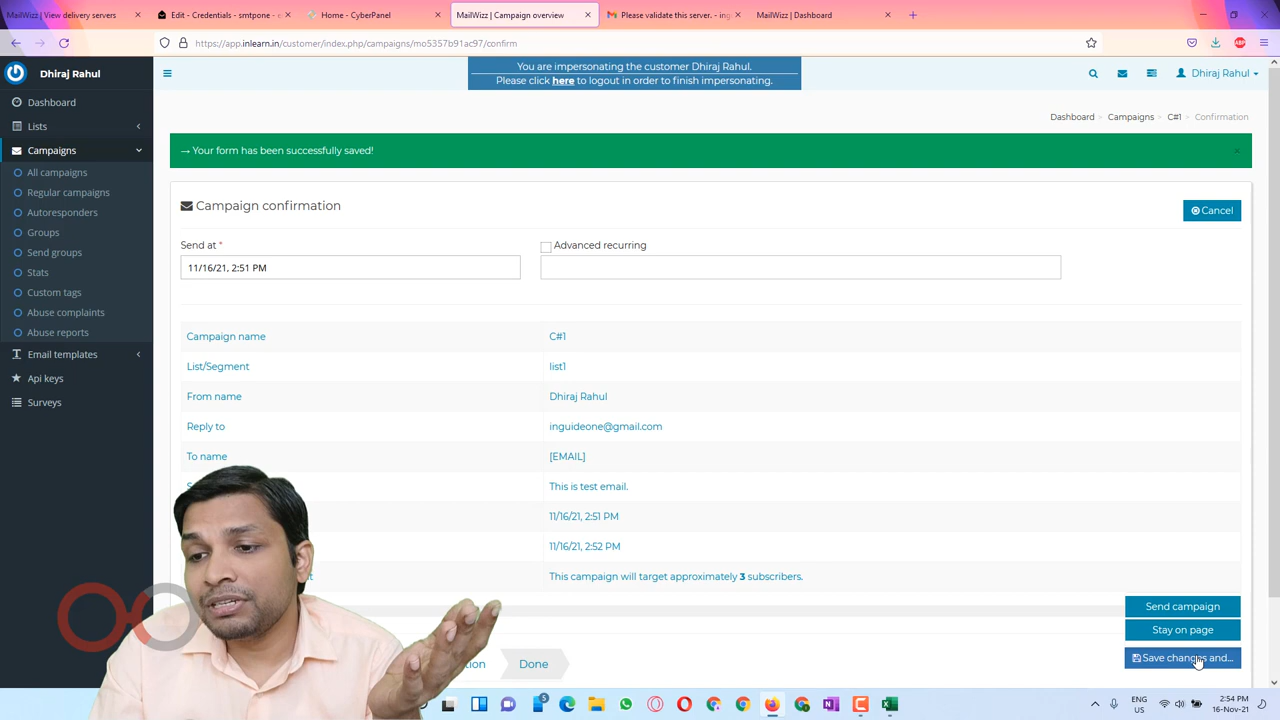 MailWizz | View delivery servers
Edit - Credentials - smtpone -
Home - CyberPanel
MailWizz | Campaign overview
Please validate this server. - ing
MailWizz | Dashboard
https://app.inlearn.in/customer/index.php/campaigns/mo5357b91ac97/confirm
Dhiraj Rahul
You are impersonating the customer Dhiraj Rahul.
Please click here to logout in order to finish impersonating.
Dhiraj Rahul
Dashboard
Lists
Campaigns
All campaigns
Regular campaigns
Autoresponders
Groups
Send groups
Stats
Custom tags
Abuse complaints
Abuse reports
Email templates
Api keys
Surveys
Dashboard > Campaigns > C#1 > Confirmation
→ Your form has been successfully saved!
×
Campaign confirmation
Cancel
Send at *
Advanced recurring
11/16/21, 2:51 PM
Campaign name C#1
List/Segment list1
From name Dhiraj Rahul
Reply to inguideone@gmail.com
To name [EMAIL]
This is test email.
11/16/21, 2:51 PM
11/16/21, 2:52 PM
This campaign will target approximately 3 subscribers.
Send campaign
Stay on page
Save changes and...
Done
5
ENG
US
2:54 PM
16-Nov-21